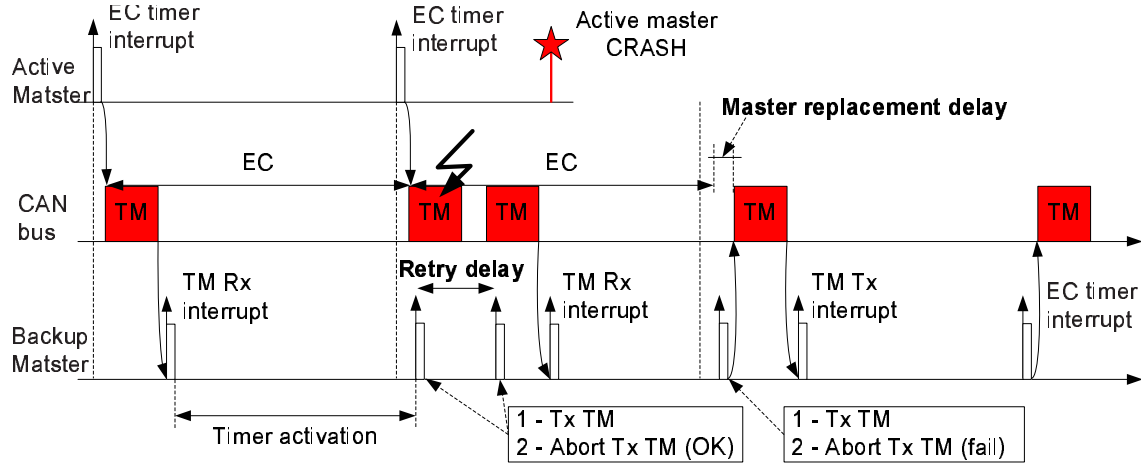 EC timer
interrupt
EC timer
interrupt
Active master
CRASH
Active
Matster
Master replacement delay
EC
EC
CAN
bus
TM
TM
TM
TM
TM
Retry delay
TM Rx
interrupt
TM Rx
interrupt
TM Tx
interrupt
EC timer
interrupt
Backup
Matster
Timer activation
1 - Tx TM
2 - Abort Tx TM (OK)
1 - Tx TM
2 - Abort Tx TM (fail)